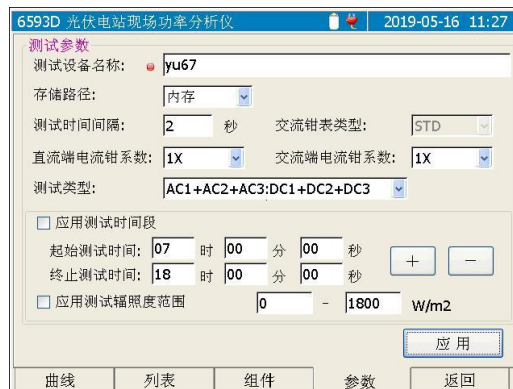 6593D 光伏电站现场功率分析仪 2019-05-16 11:27
测试参数
测试设备名称: yu67
存储路径: 内存
测试时间间隔: 2 秒 交流钳表类型: STD
直流端电流钳系数: 1X 交流端电流钳系数: 1X
测试类型: AC1+AC2+AC3:DC1+DC2+DC3
应用测试时间段
起始测试时间: 07 时 00 分 00 秒 + −
终止测试时间: 18 时 00 分 00 秒
应用测试辐照度范围 0 - 1800 W/m2
应用
曲线 列表 组件 参数 返回